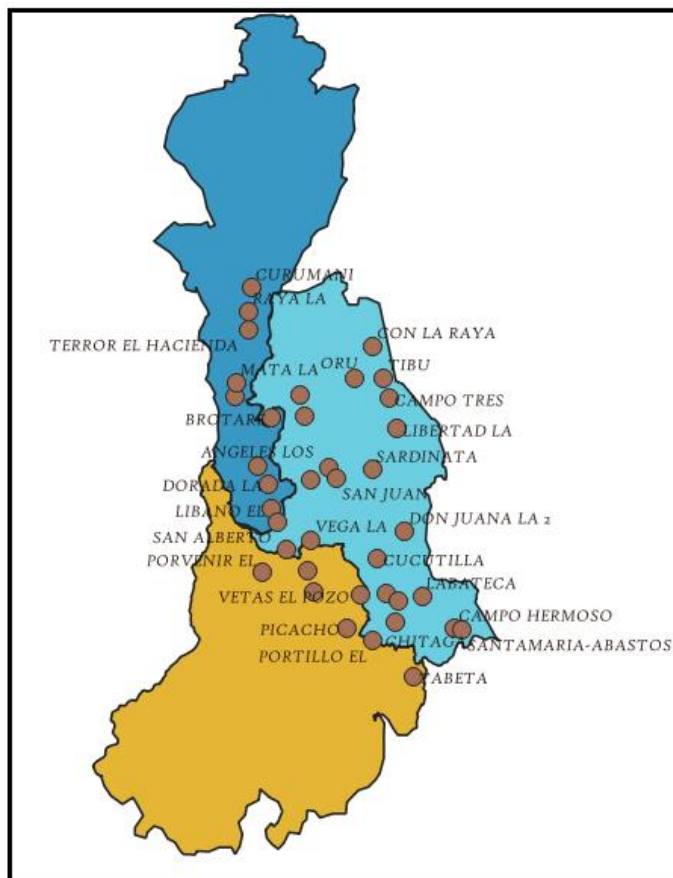 CURUMANI
RAYA LA
TERROR EL HACIENDA
CON LA RAYA
MATA LA
ORU
TIBU
CAMPO TRES
BROTARE
LIBERTAD LA
ANGELES LOS
SARDINATA
DORADA LA
SAN JUAN
LIBANO EL
VEGA LA
DON JUANA LA 2
SAN ALBERTO
PORVENIR EL
CUCUTILLA
VETAS EL POZO
LABATECA
PICACHO
CAMPO HERMOSO
CHITAGA
SANTAMARIA-ABASTOS
PORTILLO EL
TABETA